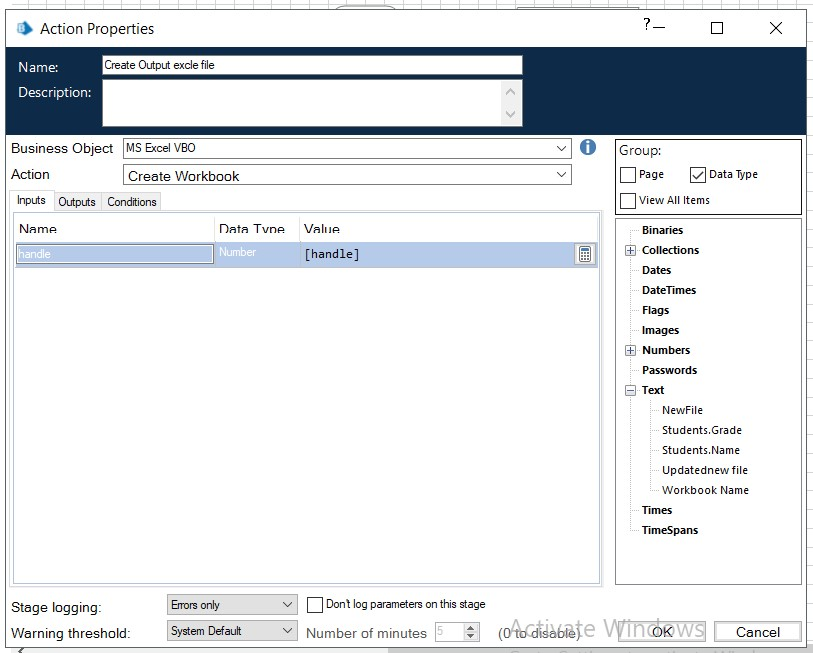 Action Properties
?
Name:
Create Output excle file
Description:
Business Object
MS Excel VBO
Action
Create Workbook
Inputs Outputs Conditions
Name Data Type Value
handle Number [handle]
Group:
Page Data Type
View All Items
Binaries
Collections
Dates
DateTimes
Flags
Images
Numbers
Passwords
Text
NewFile
Students.Grade
Students.Name
Updatednew file
Workbook Name
Times
TimeSpans
Stage logging: Errors only Don't log parameters on this stage
Warning threshold: System Default Number of minutes 5 (0 to disable)
Activate Windows
OK Cancel